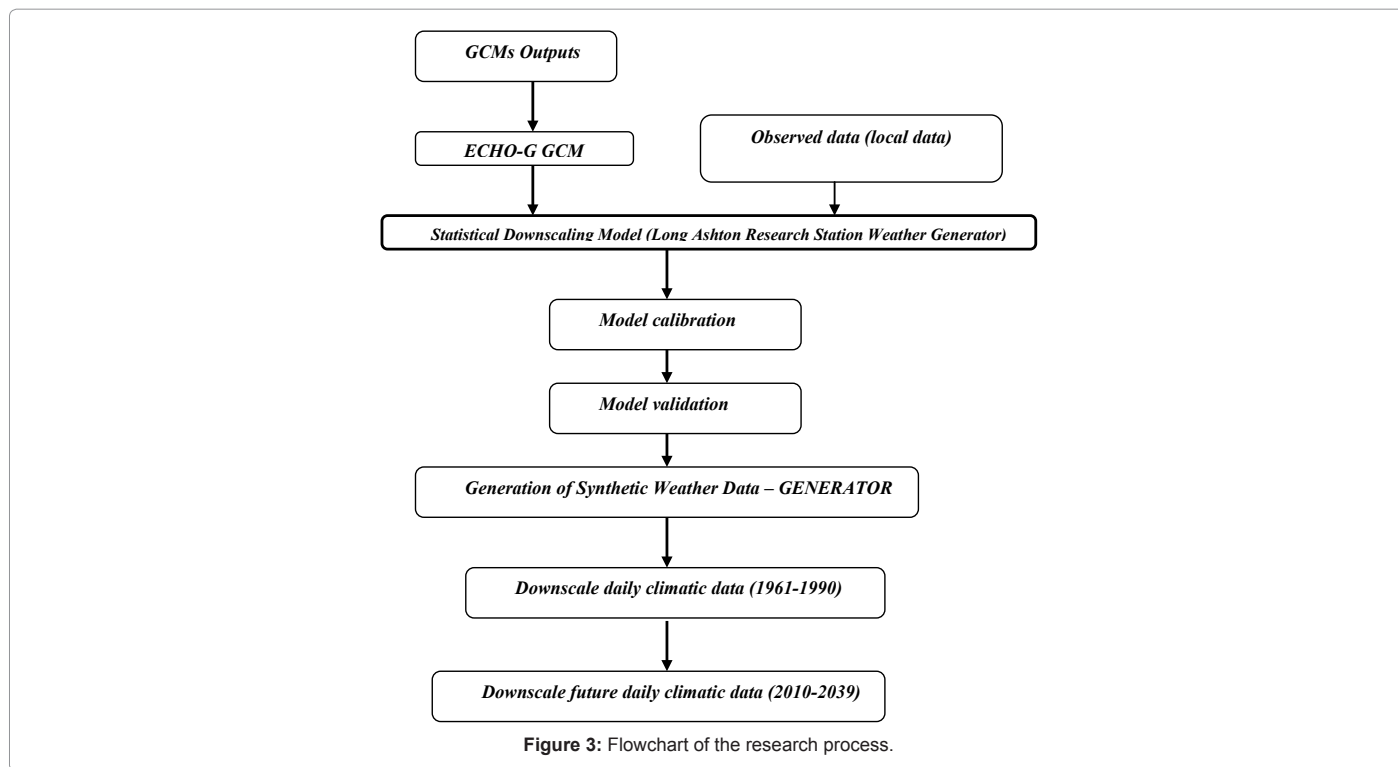 GCMs Outputs
ECHO-G GCM
Observed data (local data)
Statistical Downscaling Model (Long Ashton Research Station Weather Generator)
Model calibration
Model validation
Generation of Synthetic Weather Data – GENERATOR
Downscale daily climatic data (1961-1990)
Downscale future daily climatic data (2010-2039)
Figure 3: Flowchart of the research process.